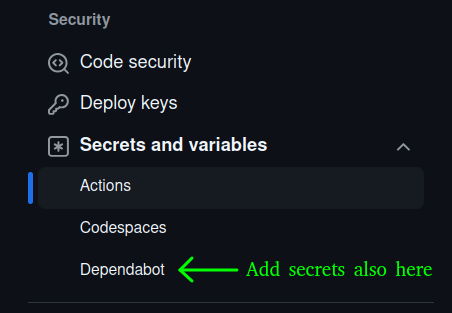 Security
Code security
Deploy keys
Secrets and variables
Actions
Codespaces
Dependabot Add secrets also here